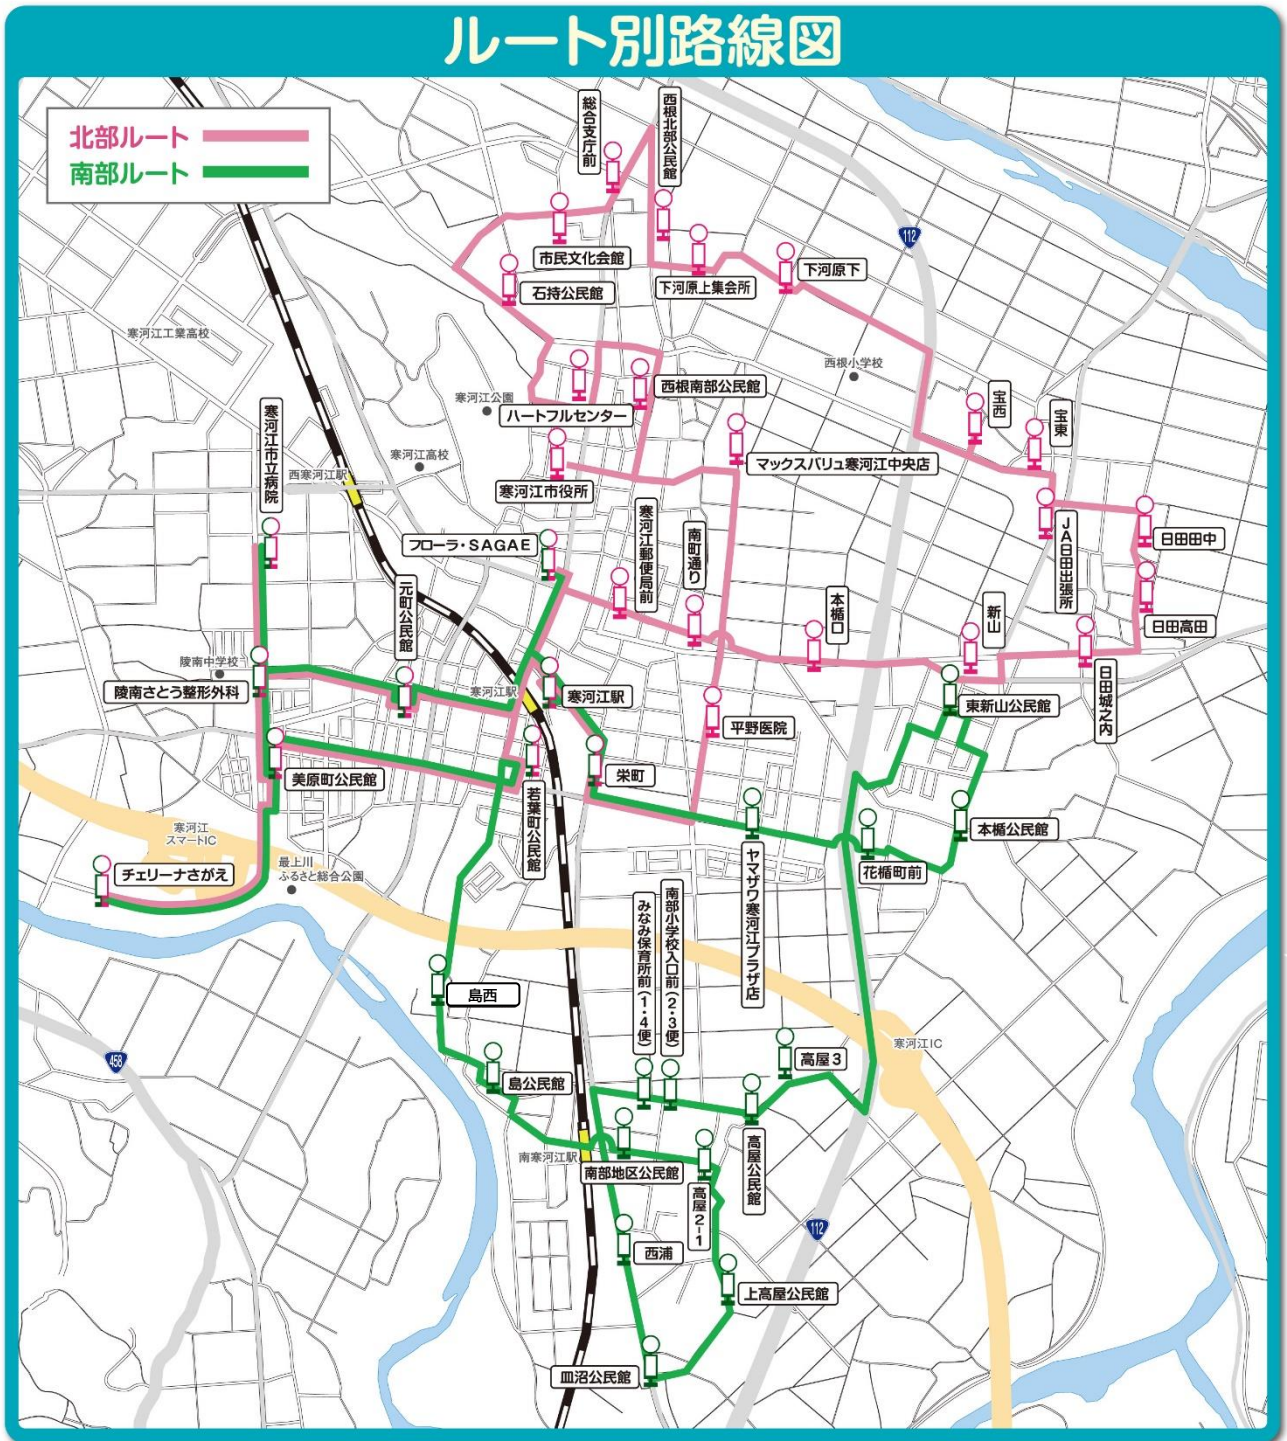 ルート別路線図
北部ルート
南部ルート
総合支庁前
西根北部公民館
112
市民文化会館
石持公民館
下河原上集会所
下河原下
寒河江工業高校
西根小学校
寒河江公園
西根南部公民館
ハートフルセンター
宝西
宝東
寒河江市立病院
寒河江高校
西寒河江駅
マックスバリュ寒河江中央店
寒河江市役所
フローラ・SAGAE
寒河江郵便局前
南町通り
JA日田出張所
日田田中
元町公民館
本楯口
新山
日田高田
陵南中学校
陵南さとう整形外科
寒河江駅
寒河江駅
東新山公民館
日田城之内
平野医院
美原町公民館
栄町
若葉町公民館
寒河江
スマートIC
本楯公民館
チェリーナさがえ
最上川
ふるさと総合公園
ヤマザワ寒河江プラザ店
花楯町前
みなみ保育所前(1・4便)
南部小学校入口前(2・3便)
島西
寒河江IC
458
高屋3
島公民館
南寒河江駅
南部地区公民館
高屋公民館
高屋2-1
112
西浦
上高屋公民館
皿沼公民館